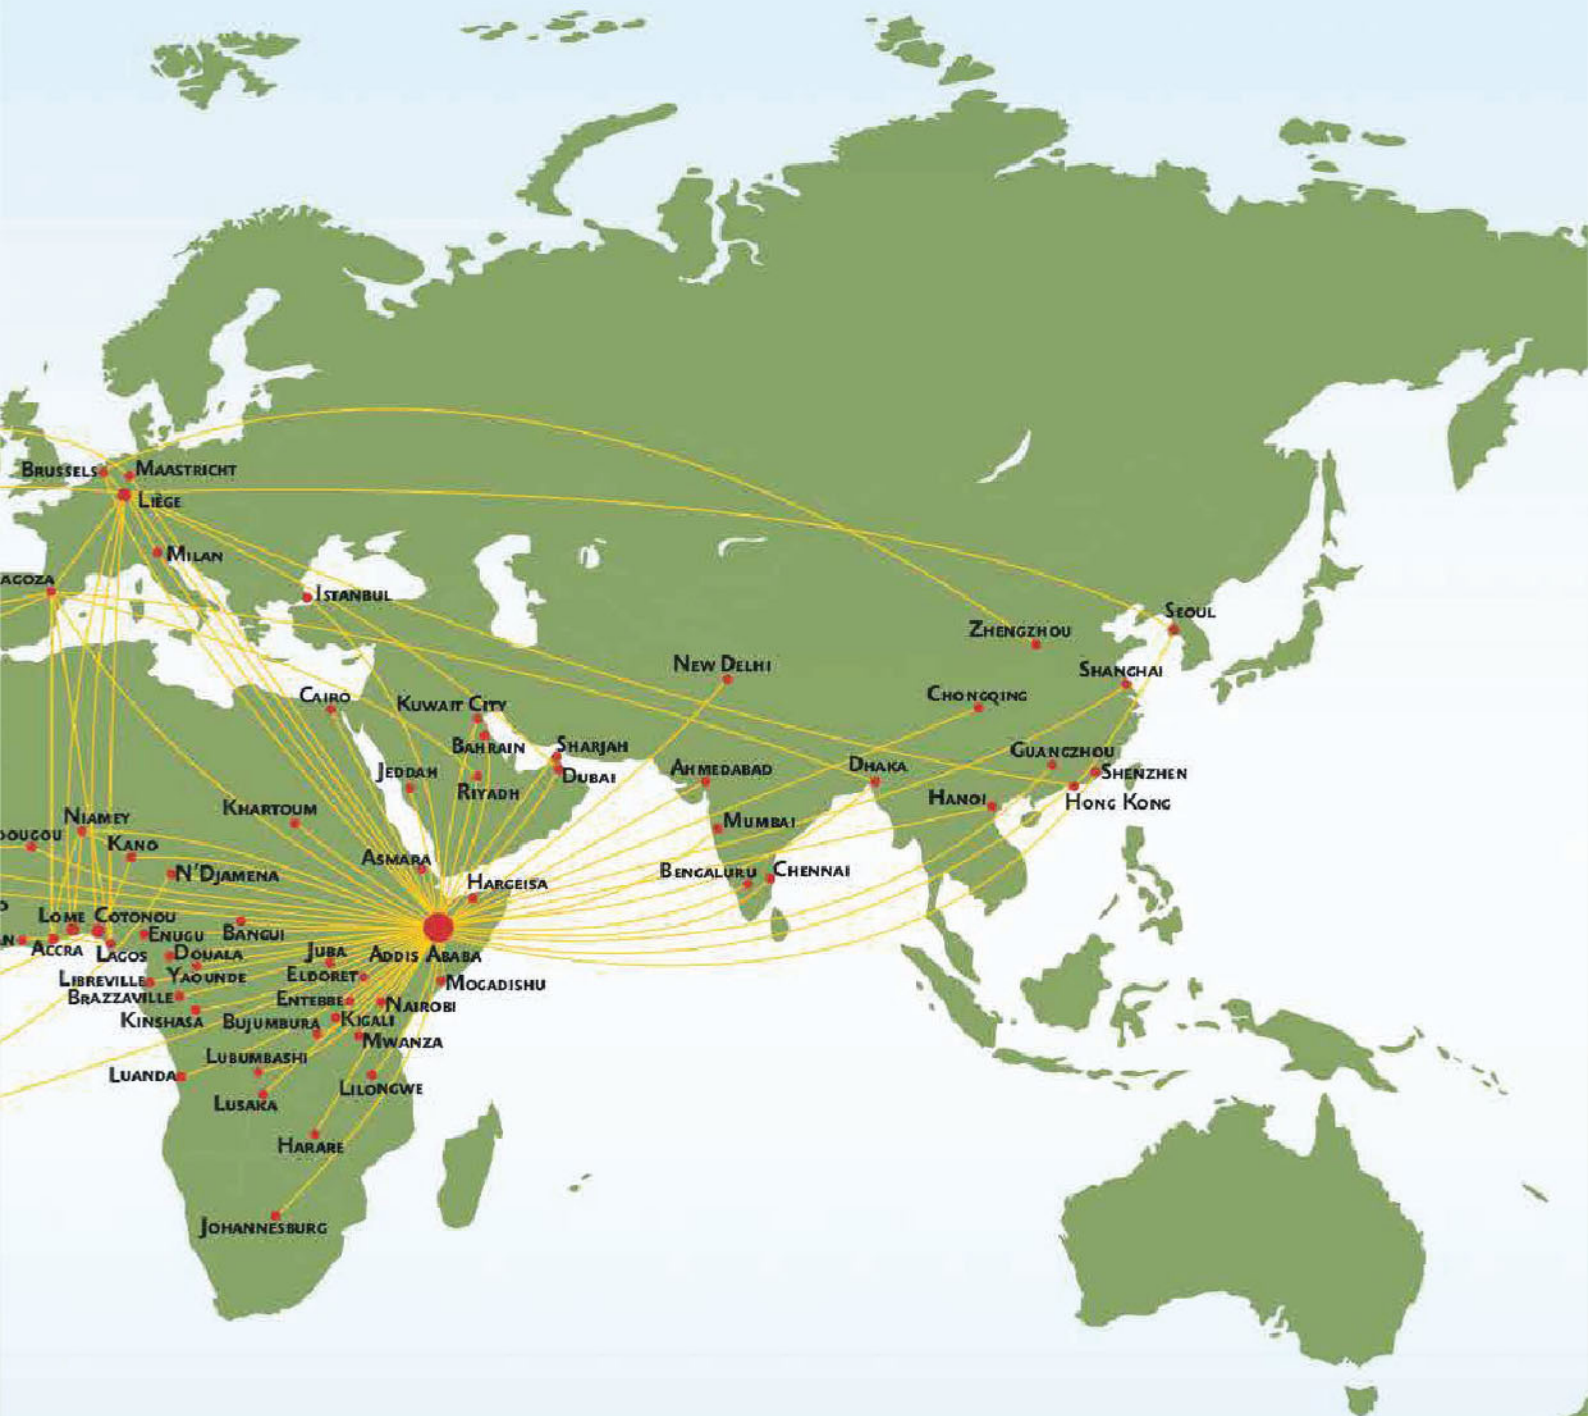 BRUSSELS
MAASTRICHT
LIÈGE
MILAN
AGOZA
ISTANBUL
SEOUL
ZHENGZHOU
NEW DELHI
SHANGHAI
CAIRO
KUWAIT CITY
CHONGQING
BAHRAIN
SHARJAH
GUANGZHOU
JEDDAH
DUBAI
AHMEDABAD
DHAKA
SHENZHEN
RIYADH
HANOI
HONG KONG
KHARTOUM
NIAMEY
MUMBAI
DOUGOU
KANO
ASMARA
N'DJAMENA
BENGALURU
CHENNAI
HARGEISA
LOME
COTONOU
ENUGU
BANGUI
AN
ACCRA
LAGOS
DOUALA
JUBA
ADDIS ABABA
LIBREVILLE
YAOUNDE
ELDORET
MOGADISHU
BRAZZAVILLE
ENTEBBE
NAIROBI
KINSHASA
BUJUMBURA
KIGALI
MWANZA
LUBUMBASHI
LUANDA
LILONGWE
LUSAKA
HARARE
JOHANNESBURG